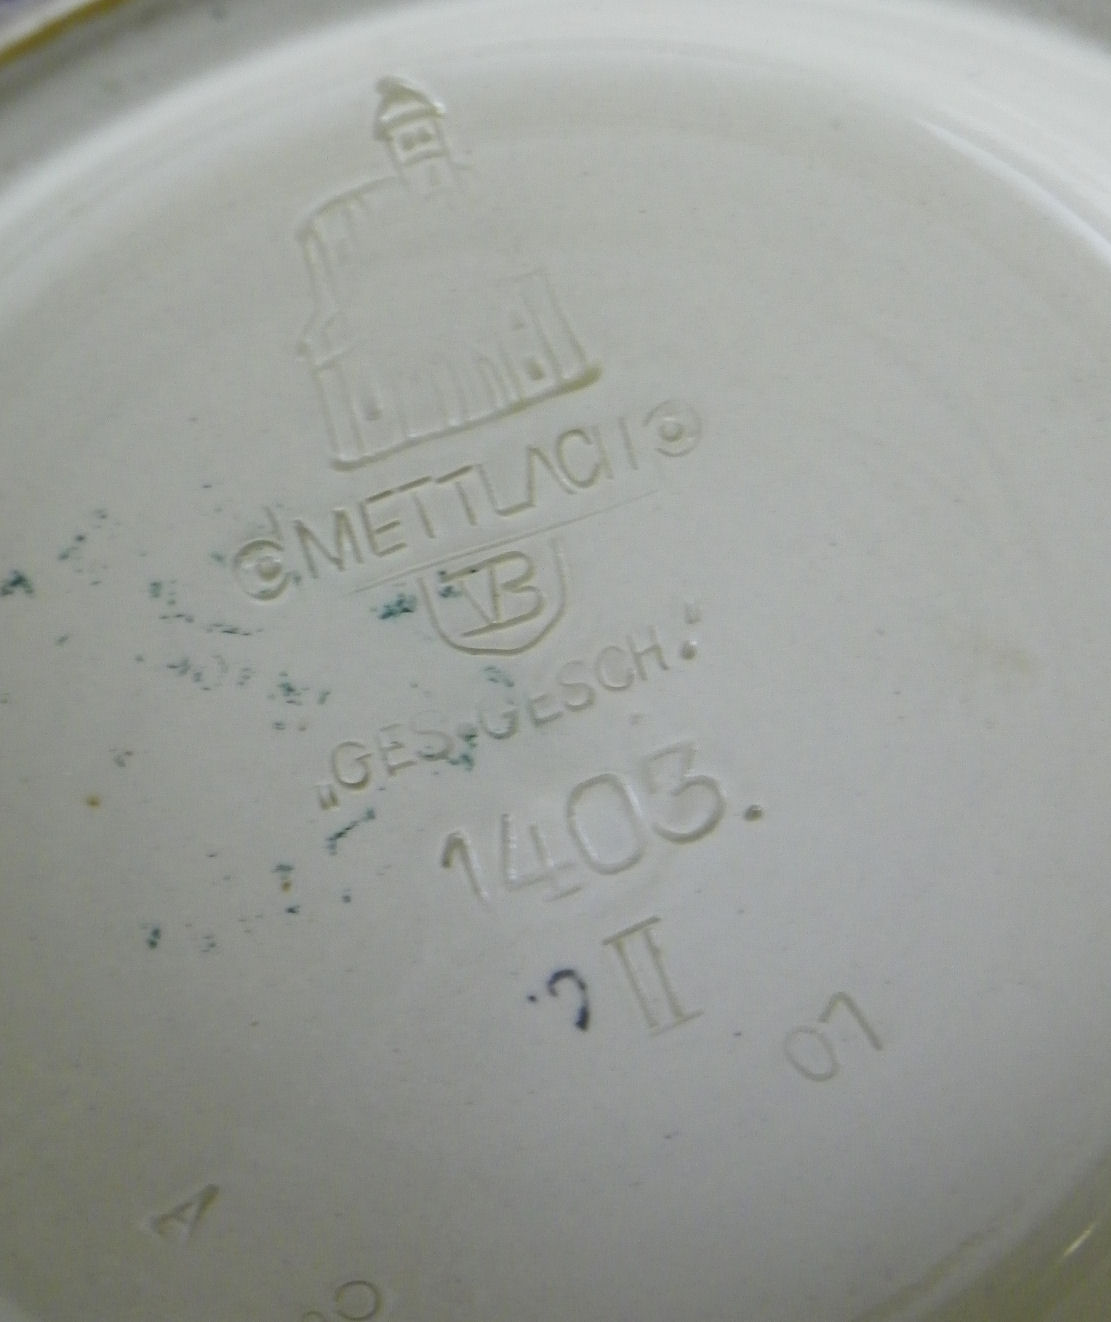 METTLACH
VB
„GES.GESCH.“
1403.
II
07
A